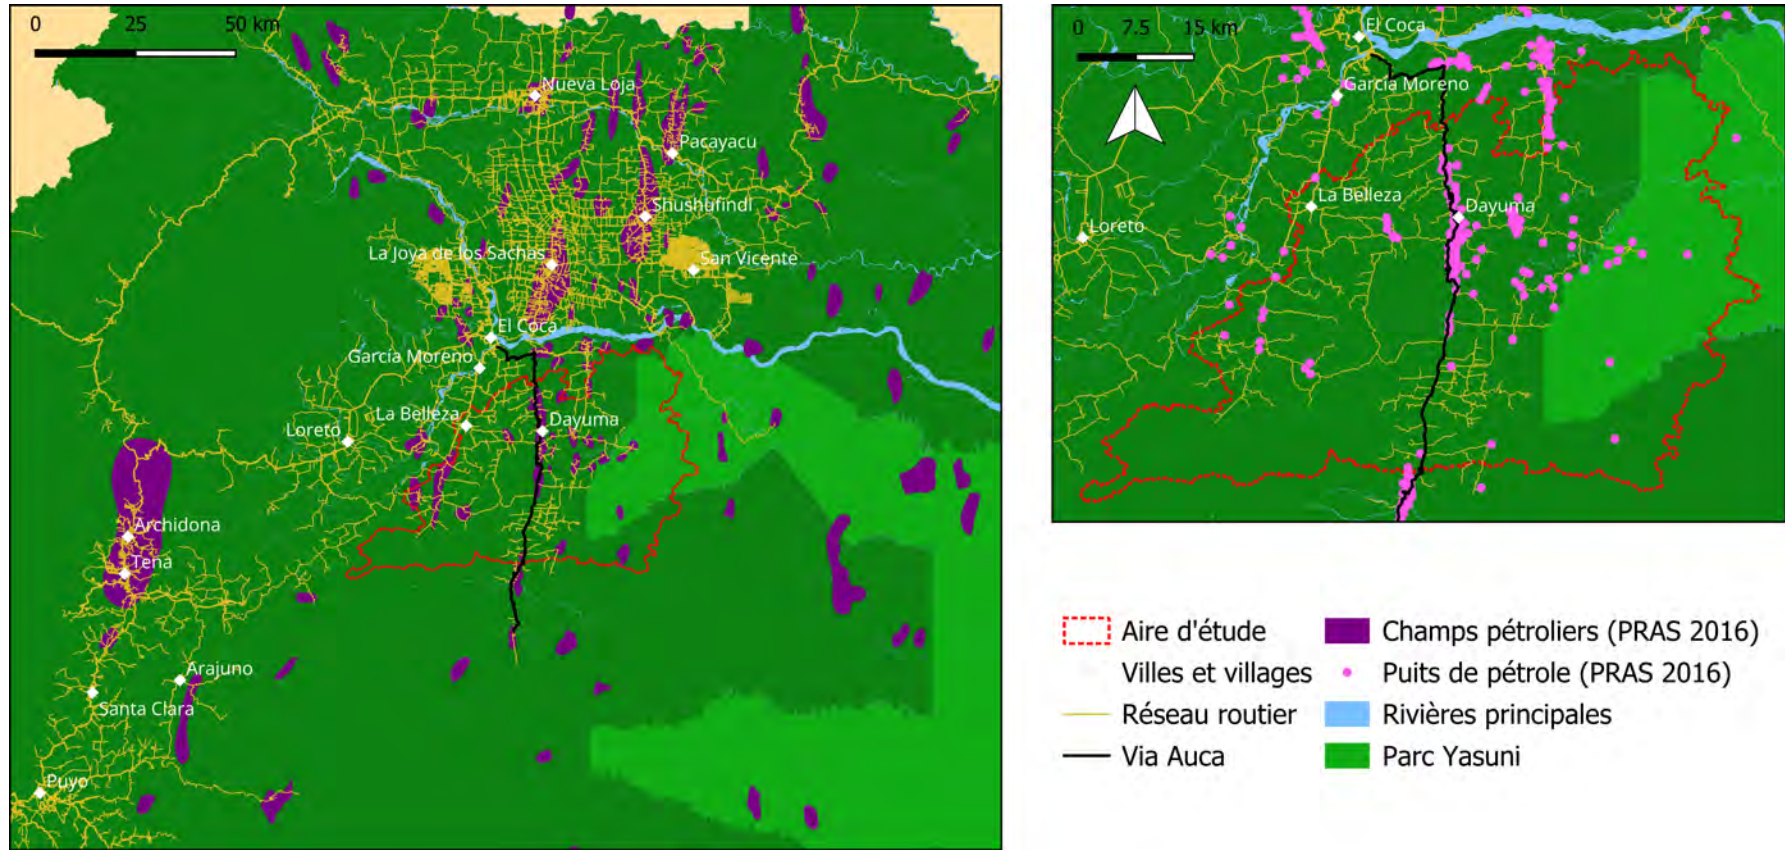 0 25 50 km
Nueva Loja
Pacayacu
Shushufindi
La Joya de los Sachas
San Vicente
El Coca
García Moreno
La Belleza
Dayuma
Loreto
Archidona
Tena
Arajuno
Santa Clara
Puyo
0 7.5 15 km
El Coca
García Moreno
La Belleza
Dayuma
Loreto
Aire d'étude
Villes et villages
Réseau routier
Via Auca
Champs pétroliers (PRAS 2016)
Puits de pétrole (PRAS 2016)
Rivières principales
Parc Yasuni